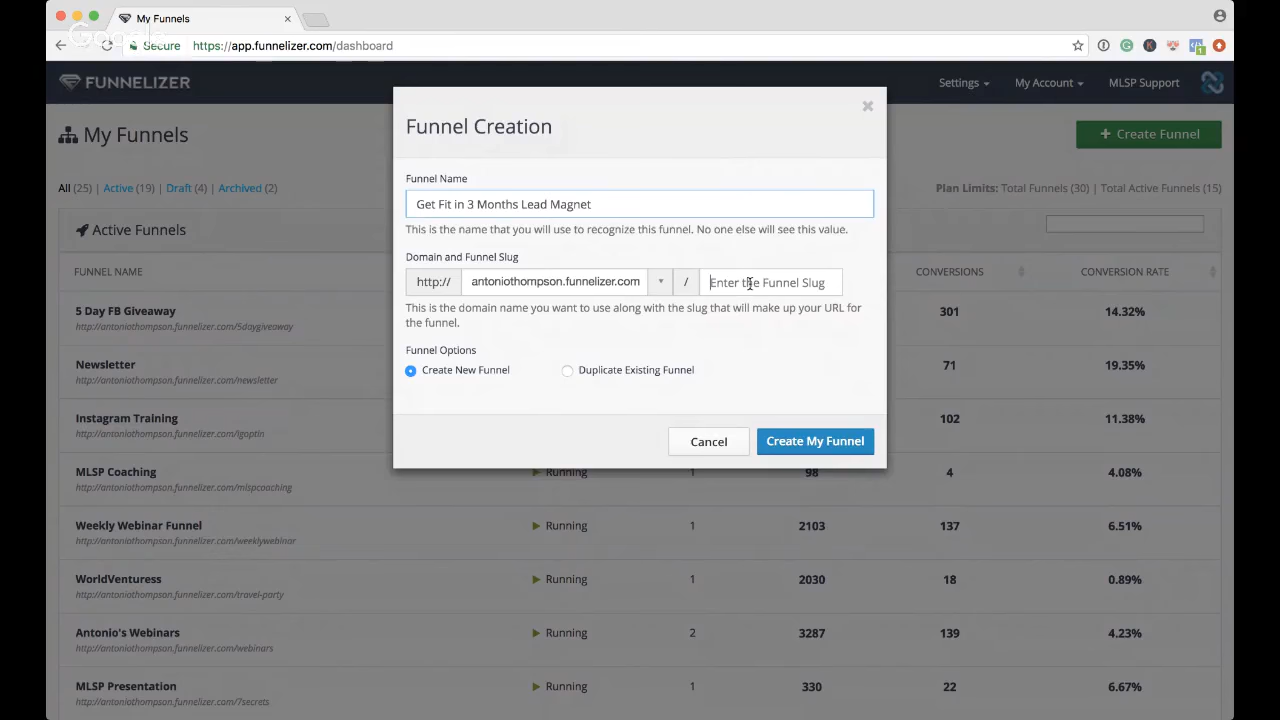 My Funnels
Google
Secure https://app.funnelizer.com/dashboard
FUNNELIZER
Settings My Account MLSP Support
My Funnels
+ Create Funnel
All (25) | Active (19) | Draft (4) | Archived (2)
Plan Limits: Total Funnels (30) | Total Active Funnels (15)
Active Funnels
FUNNEL NAME CONVERSIONS CONVERSION RATE
5 Day FB Giveaway 301 14.32%
http://antoniothompson.funnelizer.com/5daygiveaway
Newsletter 71 19.35%
http://antoniothompson.funnelizer.com/newsletter
Instagram Training 102 11.38%
http://antoniothompson.funnelizer.com/igoptin
MLSP Coaching Running 1 98 4 4.08%
http://antoniothompson.funnelizer.com/mlspcoaching
Weekly Webinar Funnel Running 1 2103 137 6.51%
http://antoniothompson.funnelizer.com/weeklywebinar
WorldVenturess Running 1 2030 18 0.89%
http://antoniothompson.funnelizer.com/travel-party
Antonio's Webinars Running 2 3287 139 4.23%
http://antoniothompson.funnelizer.com/webinars
MLSP Presentation Running 1 330 22 6.67%
http://antoniothompson.funnelizer.com/7secrets
Funnel Creation
Funnel Name
Get Fit in 3 Months Lead Magnet
This is the name that you will use to recognize this funnel. No one else will see this value.
Domain and Funnel Slug
http:// antoniothompson.funnelizer.com / Enter the Funnel Slug
This is the domain name you want to use along with the slug that will make up your URL for
the funnel.
Funnel Options
Create New Funnel Duplicate Existing Funnel
Cancel Create My Funnel